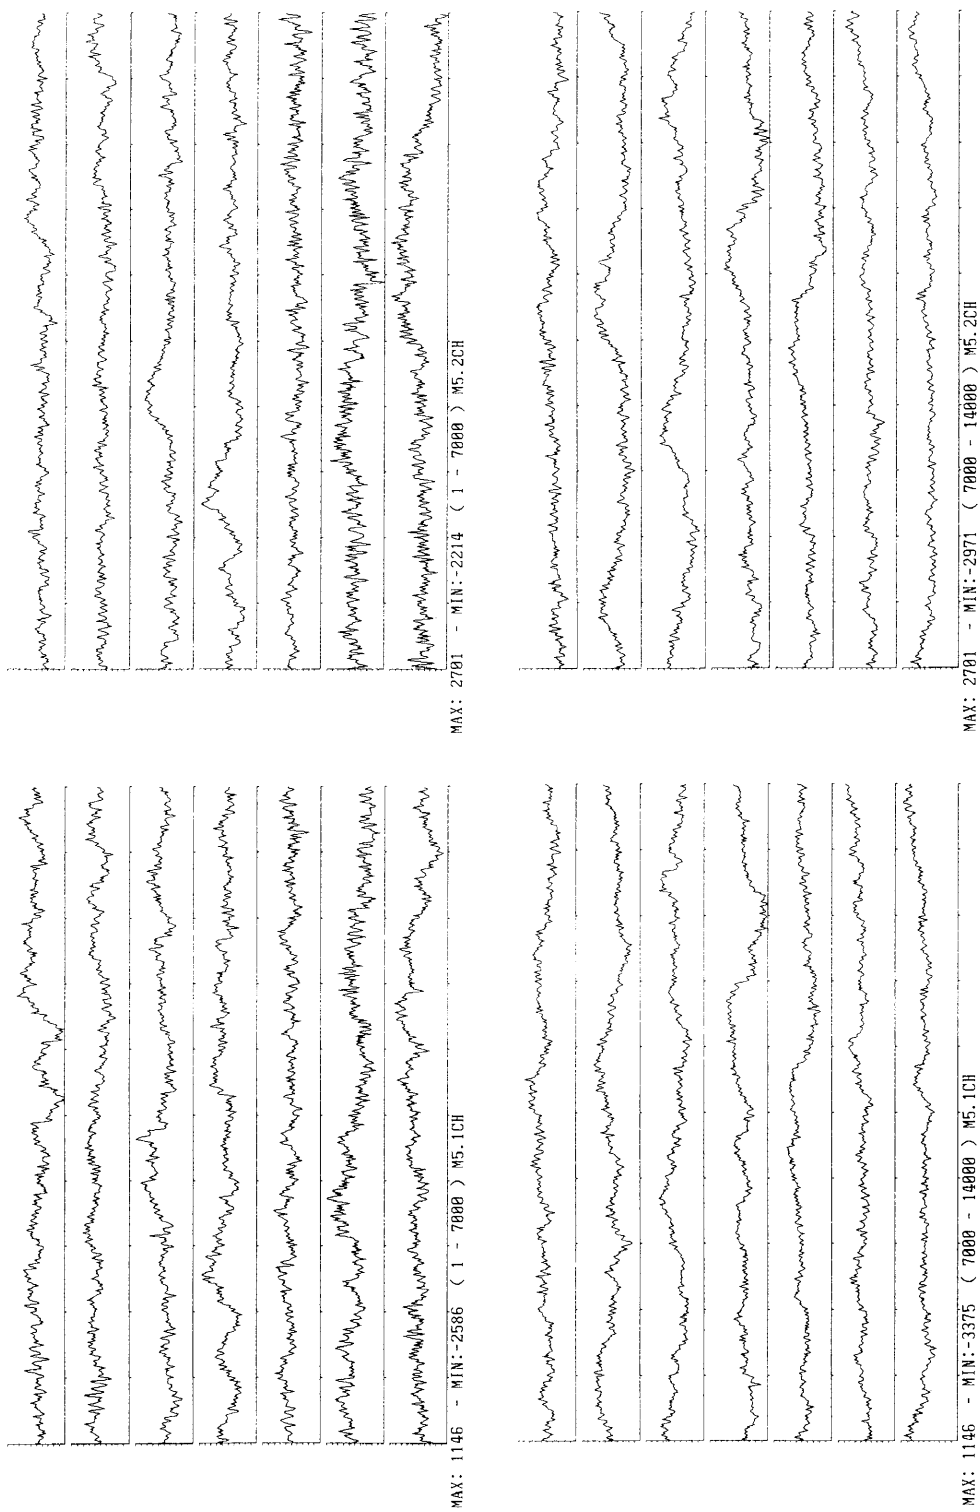 MAX: 1146 - MIN:-2586 ( 1 - 7000 ) M5.1CH
MAX: 2701 - MIN:-2214 ( 1 - 7000 ) M5.2CH
MAX: 1146 - MIN:-3375 ( 7000 - 14000 ) M5.1CH
MAX: 2701 - MIN:-2971 ( 7000 - 14000 ) M5.2CH